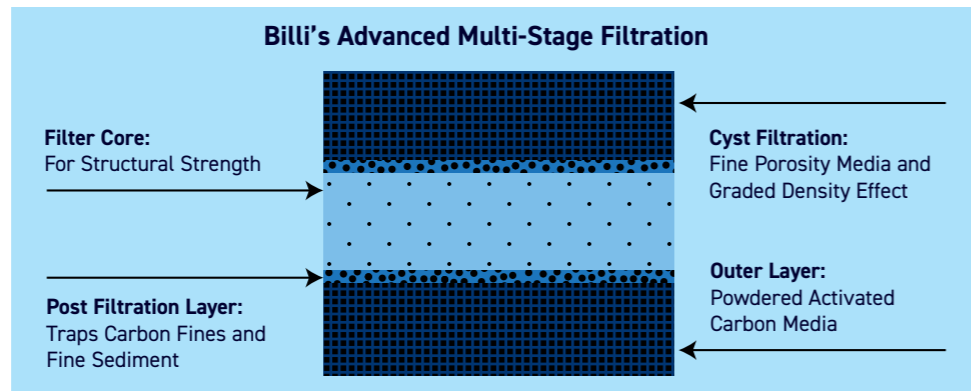 Billi's Advanced Multi-Stage Filtration
Filter Core:
For Structural Strength
Post Filtration Layer:
Traps Carbon Fines and
Fine Sediment
Cyst Filtration:
Fine Porosity Media and
Graded Density Effect
Outer Layer:
Powdered Activated
Carbon Media